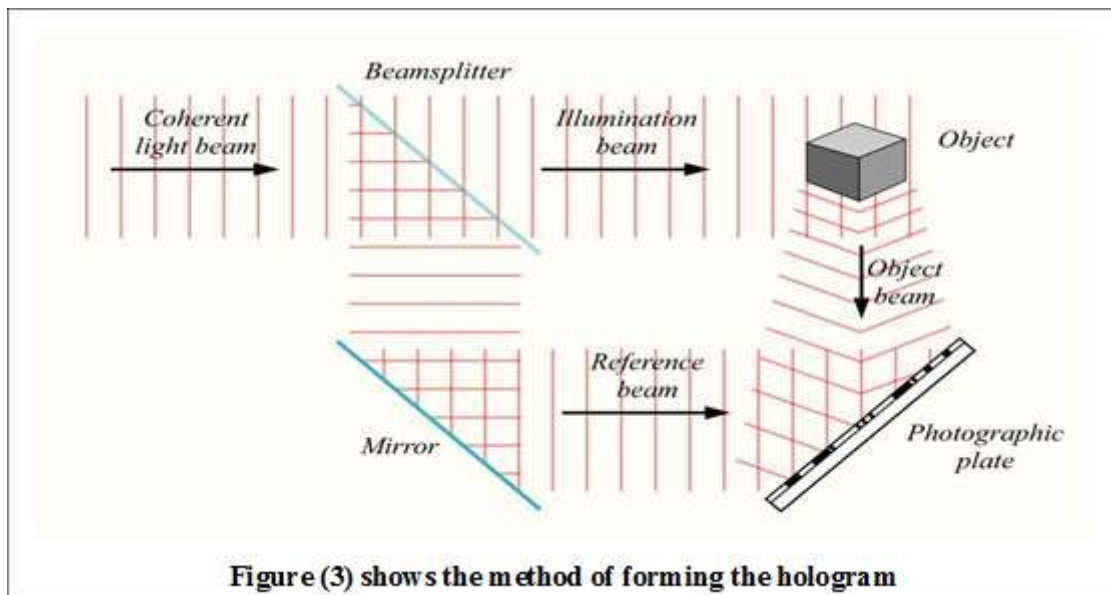 Beamsplitter
Coherent
light beam
Illumination
beam
Object
Object
beam
Reference
beam
Mirror
Photographic
plate
Figure (3) shows the method of forming the hologram